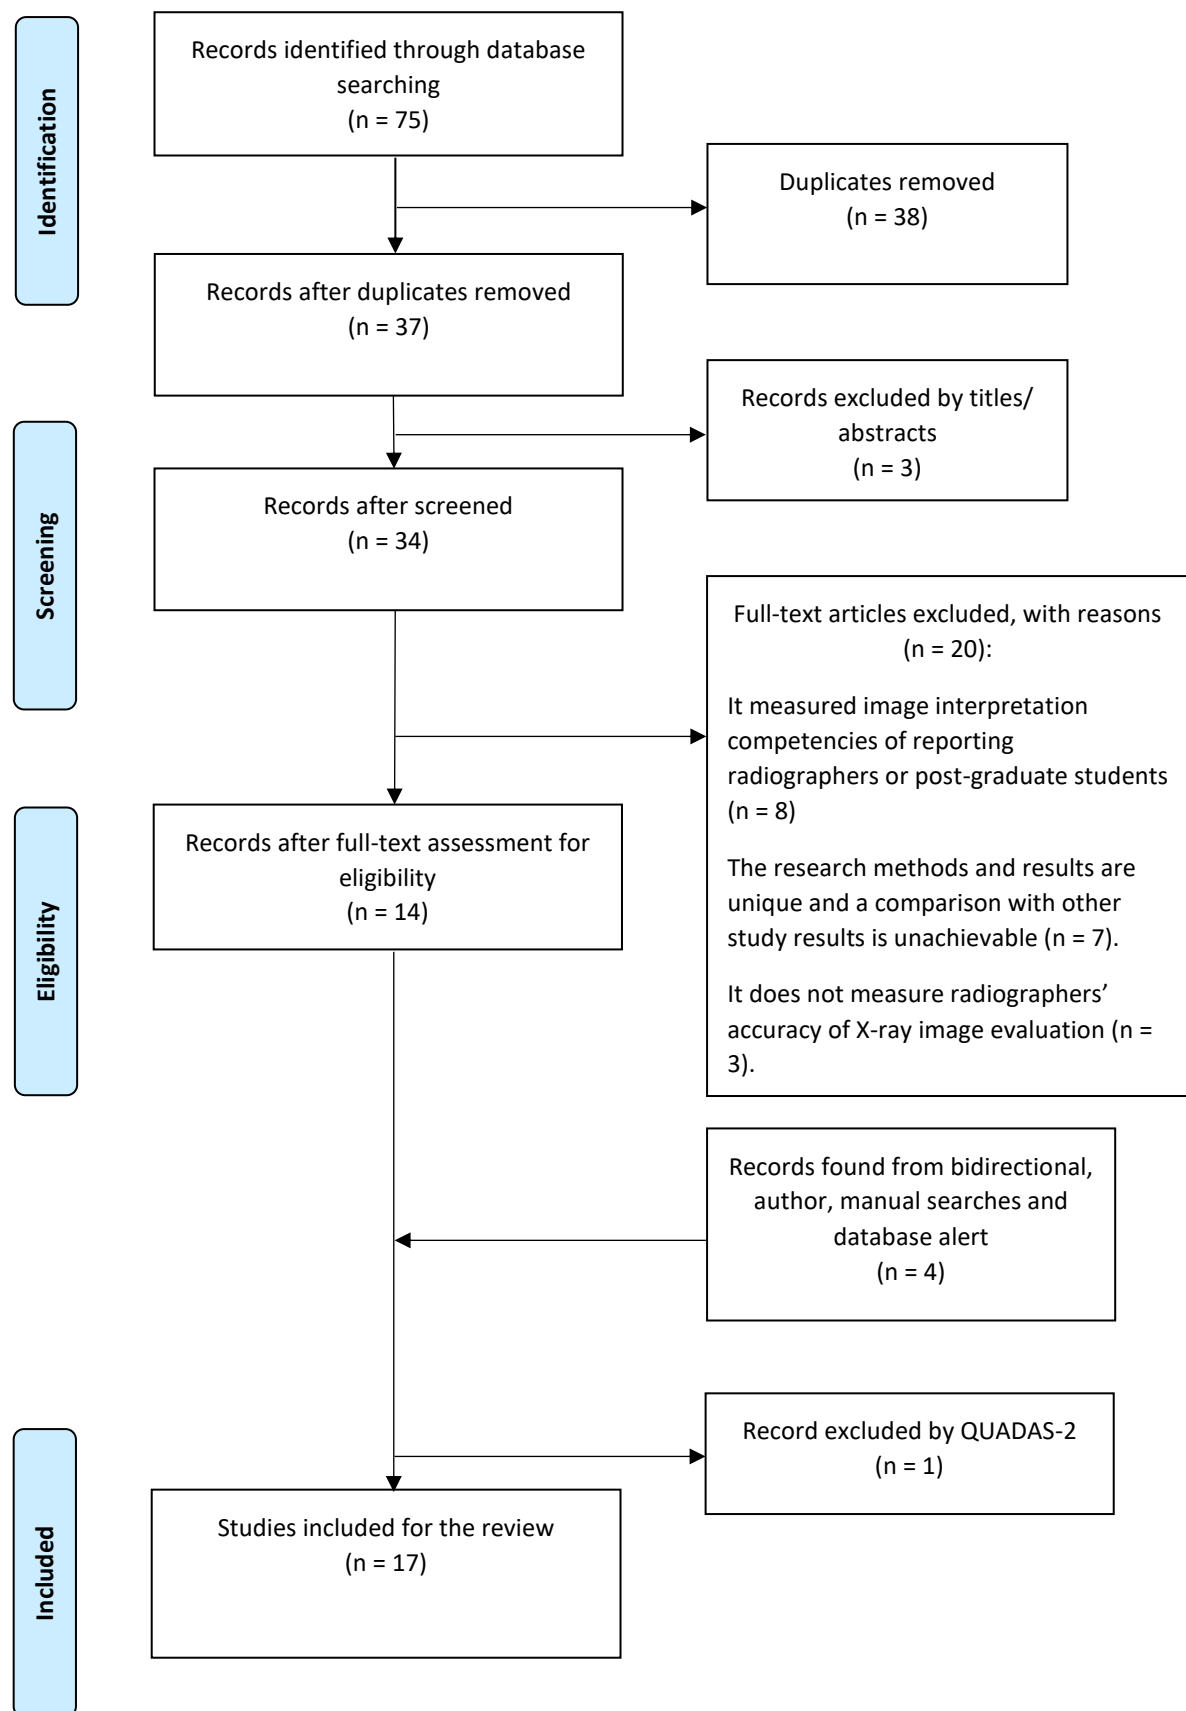 Identification
Records identified through database
searching
(n = 75)
Duplicates removed
(n = 38)
Records after duplicates removed
(n = 37)
Screening
Records excluded by titles/
abstracts
(n = 3)
Records after screened
(n = 34)
Full-text articles excluded, with reasons
(n = 20):
It measured image interpretation
competencies of reporting
radiographers or post-graduate students
(n = 8)
The research methods and results are
unique and a comparison with other
study results is unachievable (n = 7).
It does not measure radiographers’
accuracy of X-ray image evaluation (n =
3).
Eligibility
Records after full-text assessment for
eligibility
(n = 14)
Records found from bidirectional,
author, manual searches and
database alert
(n = 4)
Record excluded by QUADAS-2
(n = 1)
Included
Studies included for the review
(n = 17)